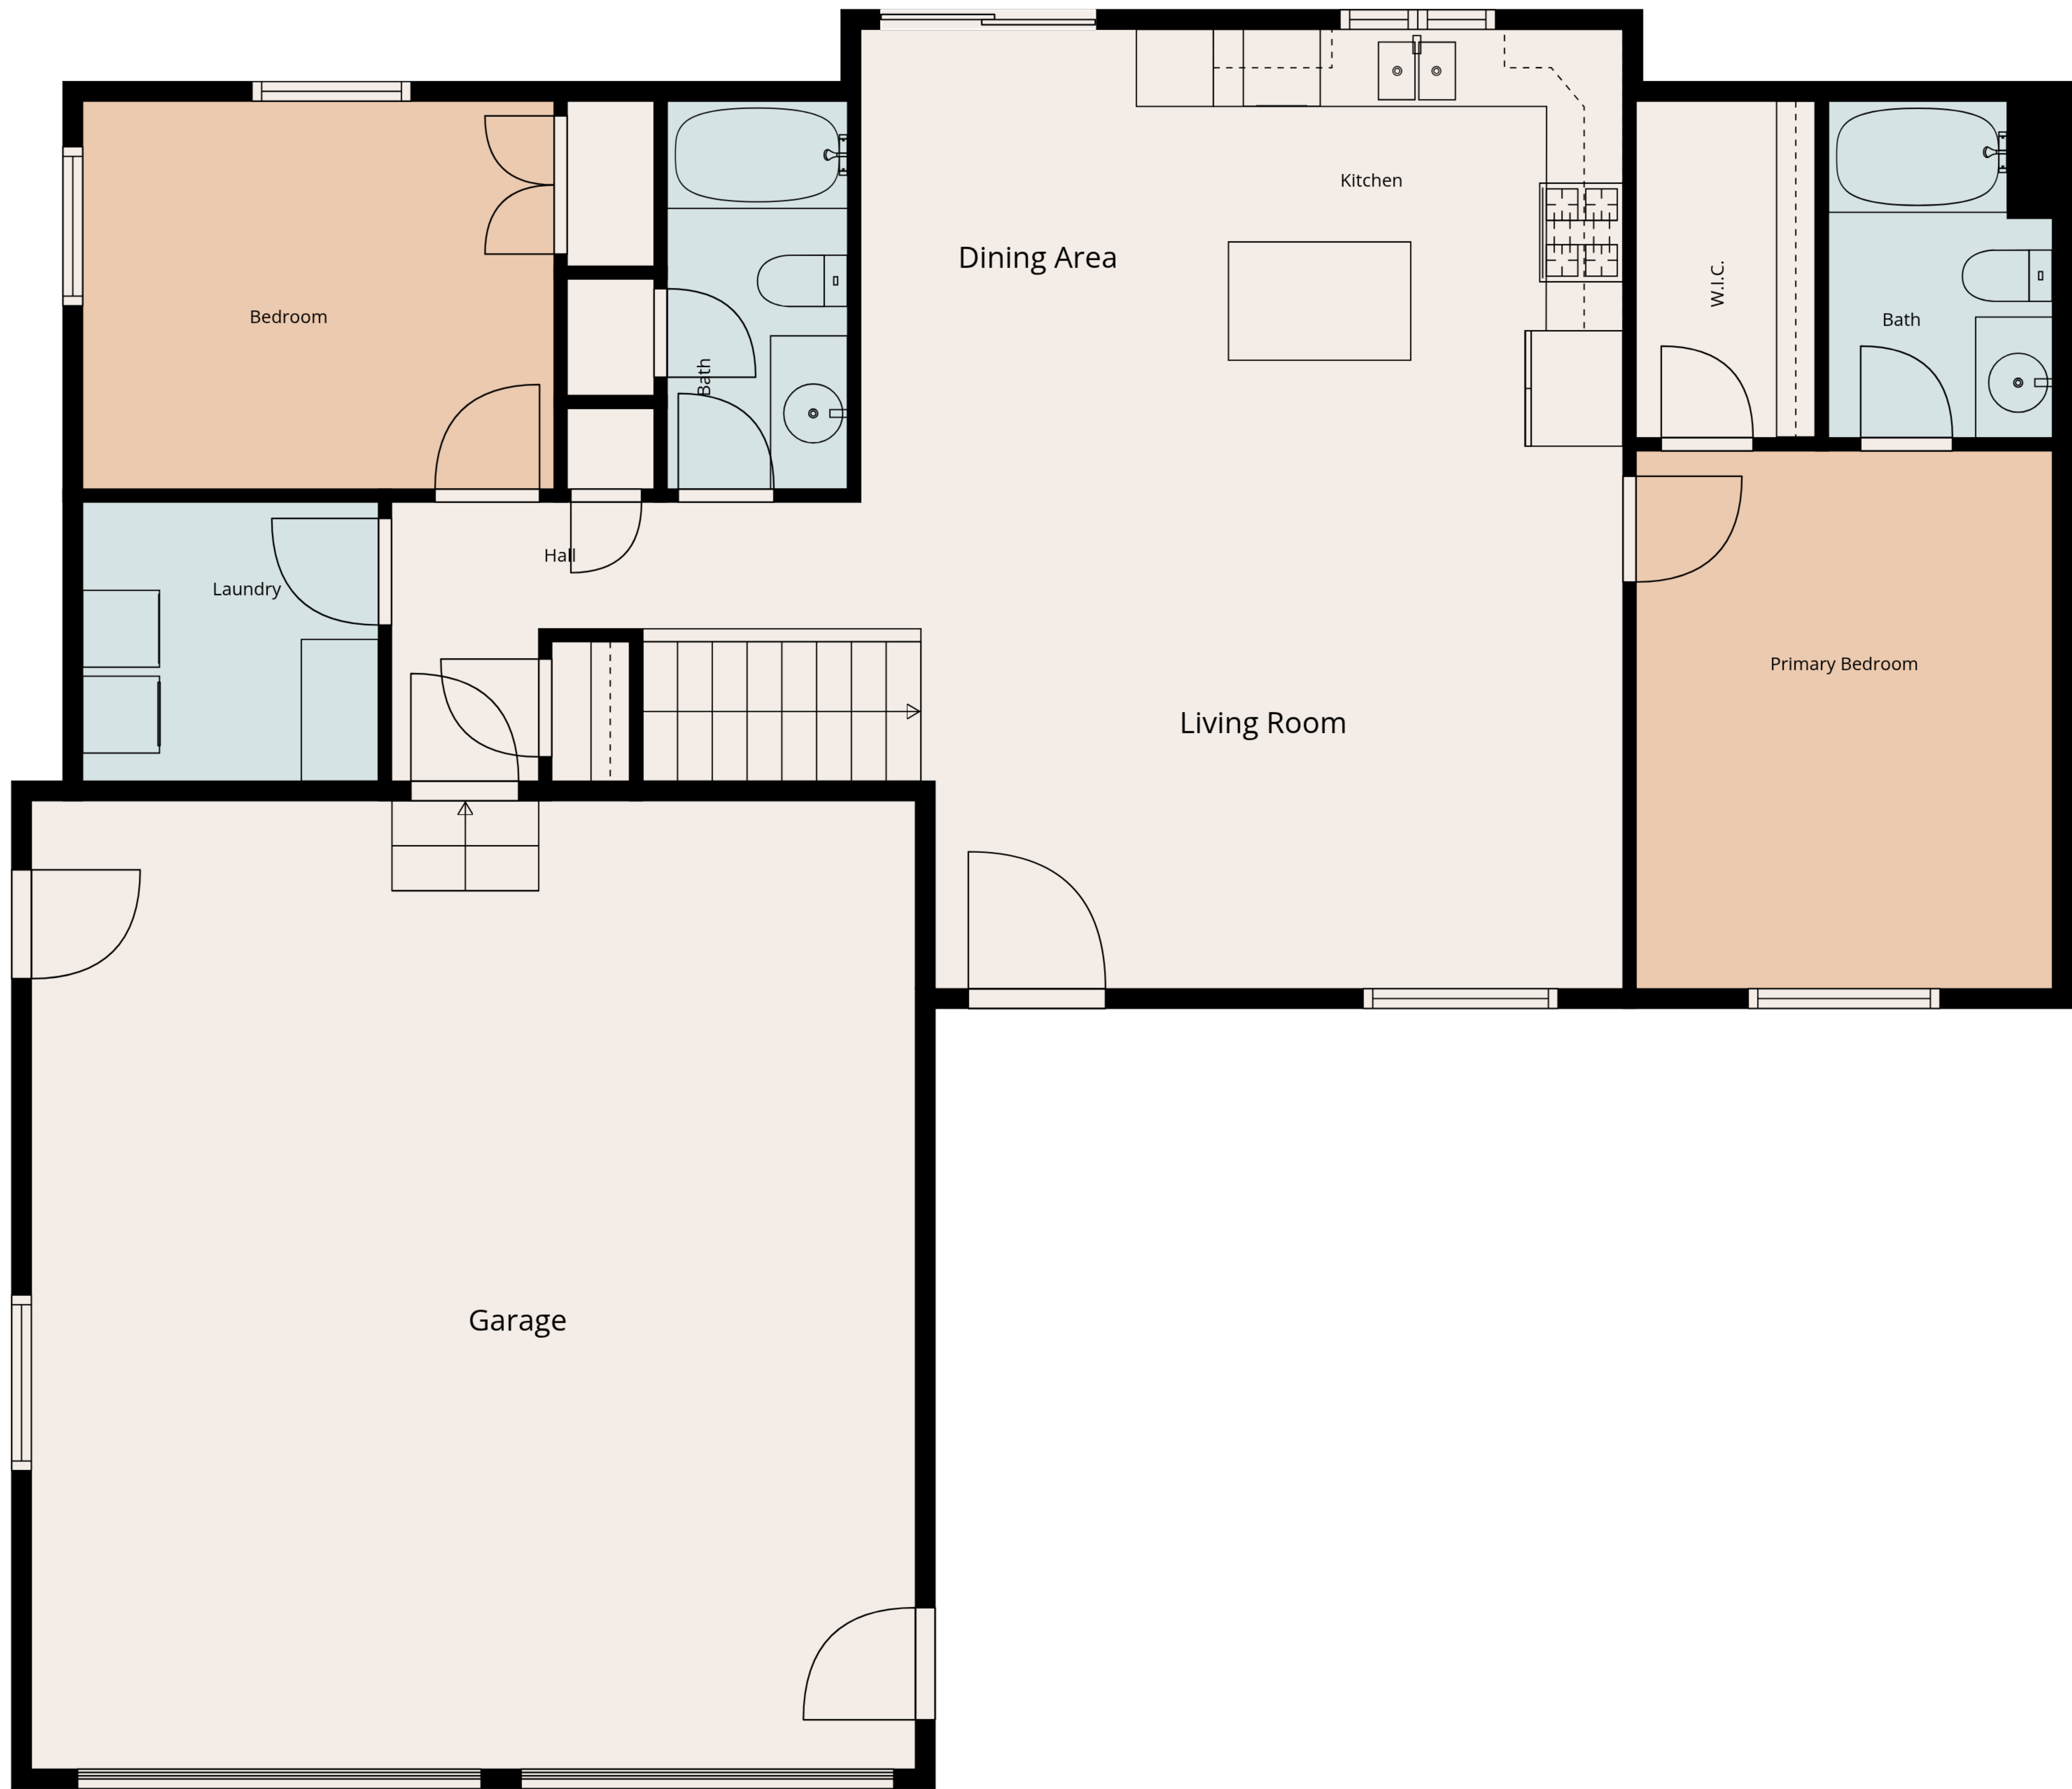 Kitchen
Dining Area
W.I.C.
Bath
Bedroom
Bath
Hall
Laundry
Primary Bedroom
Living Room
Garage